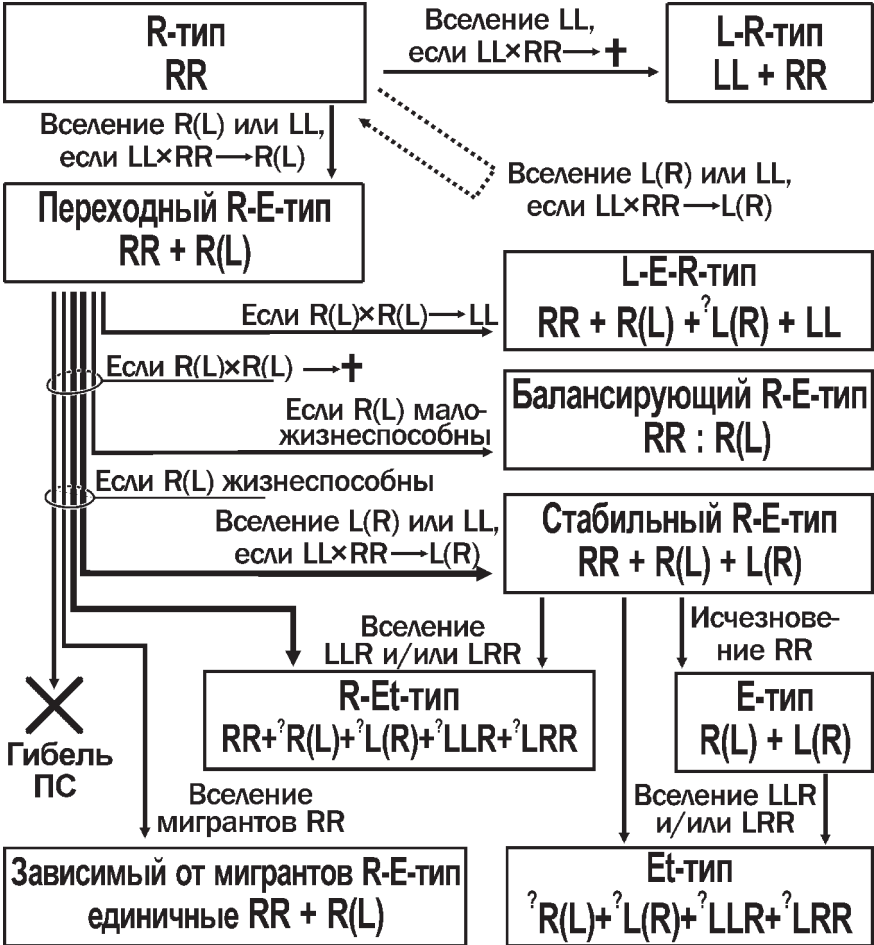 R-тип
RR
Вселение LL,
если LL×RR→✝
L-R-тип
LL + RR
Вселение R(L) или LL,
если LL×RR→R(L)
Вселение L(R) или LL,
если LL×RR→L(R)
Переходный R-E-тип
RR + R(L)
Если R(L)×R(L)→LL
L-E-R-тип
RR + R(L) +?L(R) + LL
Если R(L)×R(L) →✝
Если R(L) мало-
жизнеспособны
Балансирующий R-E-тип
RR : R(L)
Если R(L) жизнеспособны
Вселение L(R) или LL,
если LL×RR→L(R)
Стабильный R-E-тип
RR + R(L) + L(R)
Вселение
LLR и/или LRR
Исчезнове-
ние RR
R-Et-тип
RR+?R(L)+?L(R)+?LLR+?LRR
E-тип
R(L) + L(R)
Гибель
ПС
Вселение
мигрантов RR
Вселение LLR
и/или LRR
Зависимый от мигрантов R-E-тип
единичные RR + R(L)
Et-тип
?R(L)+?L(R)+?LLR+?LRR